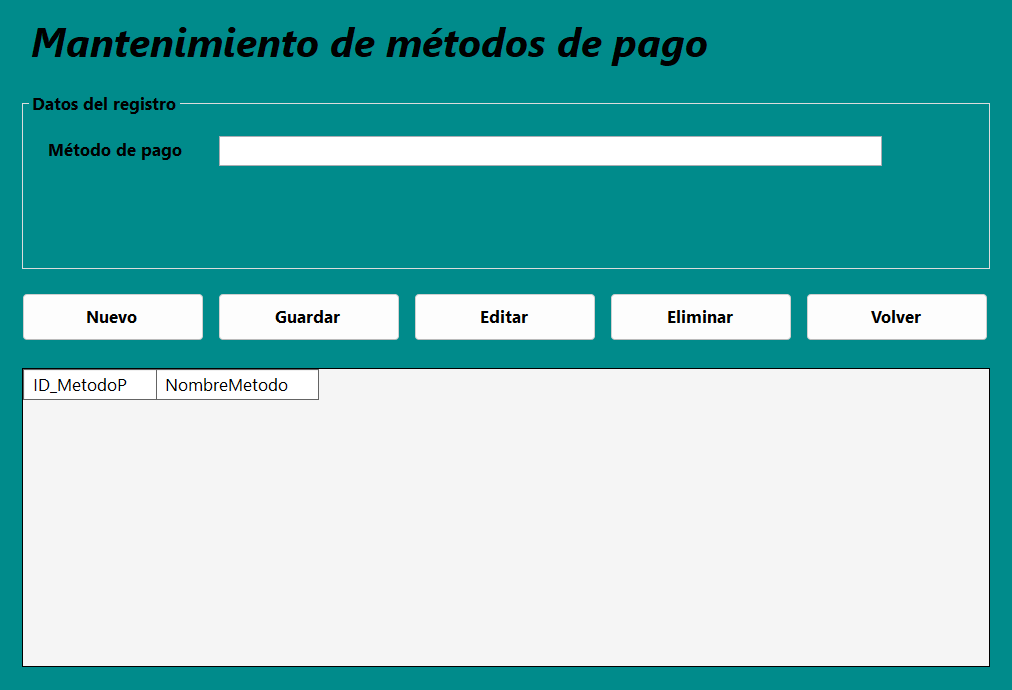 Mantenimiento de métodos de pago
Datos del registro
Método de pago
Nuevo Guardar Editar Eliminar Volver
ID_MetodoP NombreMetodo